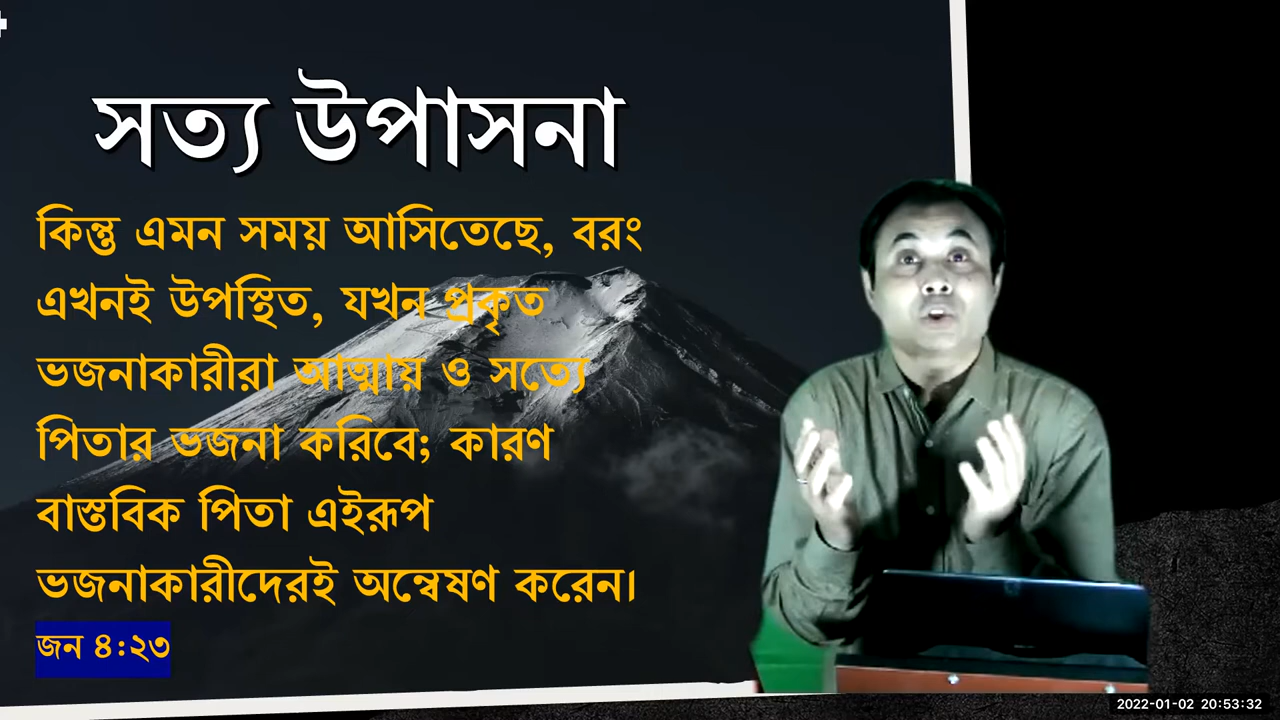 সত্য উপাসনা
কিন্তু এমন সময় আসিতেছে, বরং
এখনই উপস্থিত, যখন প্রকৃত
ভজনাকারীরা আত্মায় ও সত্যে
পিতার ভজনা করিবে; কারণ
বাস্তবিক পিতা এইরূপ
ভজনাকারীদেরই অন্বেষণ করেন।
জন ৪:২৩
2022-01-02 20:53:32